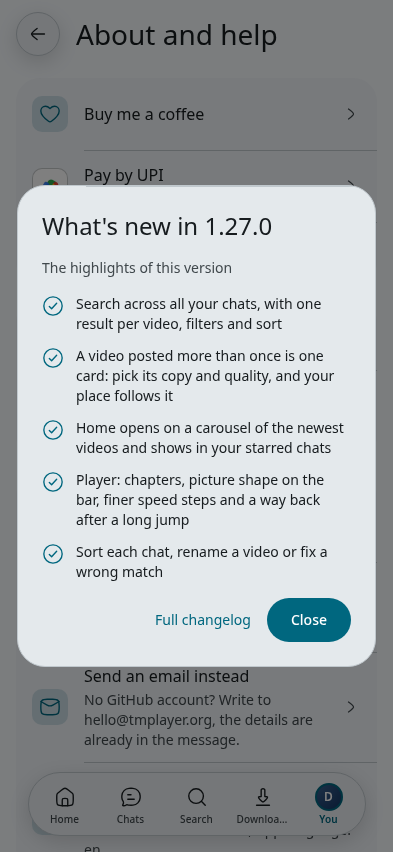 About and help
Buy me a coffee
Pay by UPI
What's new in 1.27.0
The highlights of this version
Search across all your chats, with one
result per video, filters and sort
A video posted more than once is one
card: pick its copy and quality, and your
place follows it
Home opens on a carousel of the newest
videos and shows in your starred chats
Player: chapters, picture shape on the
bar, finer speed steps and a way back
after a long jump
Sort each chat, rename a video or fix a
wrong match
Full changelog
Close
Send an email instead
No GitHub account? Write to
hello@tmplayer.org, the details are
already in the message.
D
Home
Chats
Search
Downloa...
You
en